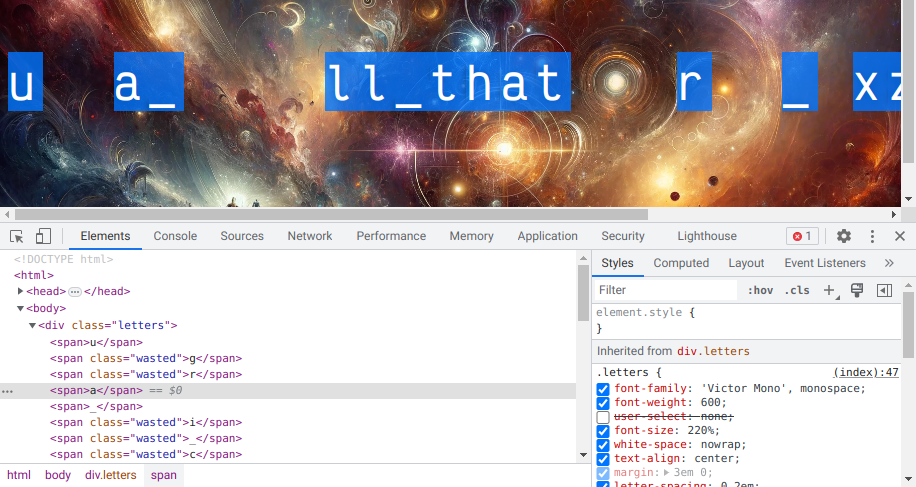 u a_ ll_that r _ xz
Elements Console Sources Network Performance Memory Application Security Lighthouse 1
<!DOCTYPE html>
<html>
<head>…</head>
<body>
<div class="letters">
<span>u</span>
<span class="wasted">g</span>
<span class="wasted">r</span>
… <span>a</span> == $0
<span>_</span>
<span class="wasted">i</span>
<span class="wasted">_</span>
<span class="wasted">c</span>
html body div.letters span
Styles Computed Layout Event Listeners »
Filter :hov .cls +
element.style {
}
Inherited from div.letters
.letters { (index):47
font-family: 'Victor Mono', monospace;
font-weight: 600;
user-select: none;
font-size: 220%;
white-space: nowrap;
text-align: center;
margin: 3em 0;
letter-spacing: 0.2em;